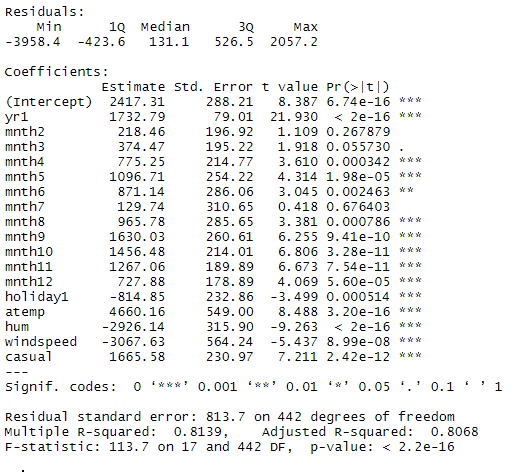 Residuals:
    Min      1Q  Median      3Q     Max
-3958.4  -423.6   131.1   526.5  2057.2
Coefficients:
            Estimate Std. Error t value Pr(>|t|)
(Intercept)  2417.31     288.21   8.387 6.74e-16 ***
yr1          1732.79      79.01  21.930  < 2e-16 ***
mnth2         218.46     196.92   1.109 0.267879
mnth3         374.47     195.22   1.918 0.055730 .
mnth4         775.25     214.77   3.610 0.000342 ***
mnth5        1096.71     254.22   4.314 1.98e-05 ***
mnth6         871.14     286.06   3.045 0.002463 **
mnth7         129.74     310.65   0.418 0.676403
mnth8         965.78     285.65   3.381 0.000786 ***
mnth9        1630.03     260.61   6.255 9.41e-10 ***
mnth10       1456.48     214.01   6.806 3.28e-11 ***
mnth11       1267.06     189.89   6.673 7.54e-11 ***
mnth12        727.88     178.89   4.069 5.60e-05 ***
holiday1     -814.85     232.86  -3.499 0.000514 ***
atemp        4660.16     549.00   8.488 3.20e-16 ***
hum         -2926.14     315.90  -9.263  < 2e-16 ***
windspeed   -3067.63     564.24  -5.437 8.99e-08 ***
casual       1665.58     230.97   7.211 2.42e-12 ***
---
Signif. codes:  0 ‘***’ 0.001 ‘**’ 0.01 ‘*’ 0.05 ‘.’ 0.1 ‘ ’ 1
Residual standard error: 813.7 on 442 degrees of freedom
Multiple R-squared:  0.8139,    Adjusted R-squared:  0.8068
F-statistic: 113.7 on 17 and 442 DF,  p-value: < 2.2e-16